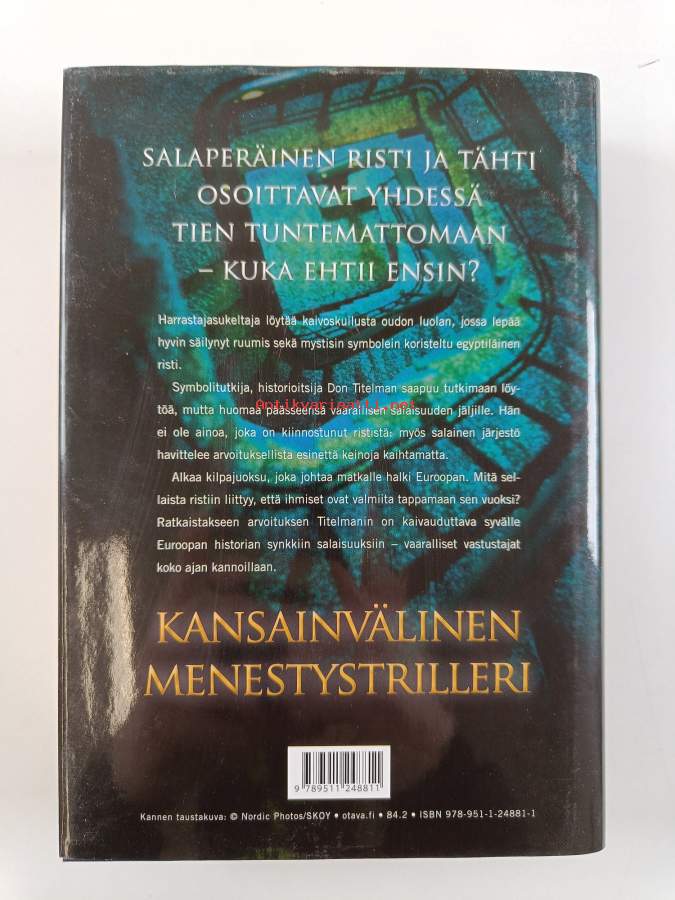 SALAPERÄINEN RISTI JA TÄHTI
OSOITTAVAT YHDESSÄ
TIEN TUNTEMATTOMAAN
– KUKA EHTII ENSIN?
Harrastajasukeltaja löytää kaivoskuilusta oudon luolan, jossa lepää
hyvin säilynyt ruumis sekä mystisin symbolein koristeltu egyptiläinen
risti.
Symbolitutkija, historioitsija Don Titelman saapuu tutkimaan löy-
töä, mutta huomaa päässeensä vaarallisen salaisuuden jäljille. Hän
ei ole ainoa, joka on kiinnostunut rististä: myös salainen järjestö
havittelee arvoituksellista esinettä keinoja kaihtamatta.
Alkaa kilpajuoksu, joka johtaa matkalle halki Euroopan. Mitä sel-
laista ristiin liittyy, että ihmiset ovat valmiita tappamaan sen vuoksi?
Ratkaistakseen arvoituksen Titelmanin on kaivauduttava syvälle
Euroopan historian synkkiin salaisuuksiin – vaaralliset vastustajat
koko ajan kannoillaan.
Antikvariaatti.net
KANSAINVÄLINEN
MENESTYSTRILLERI
9 789511 248811
Kannen taustakuva: © Nordic Photos/SKOY • otava.fi • 84.2 • ISBN 978-951-1-24881-1